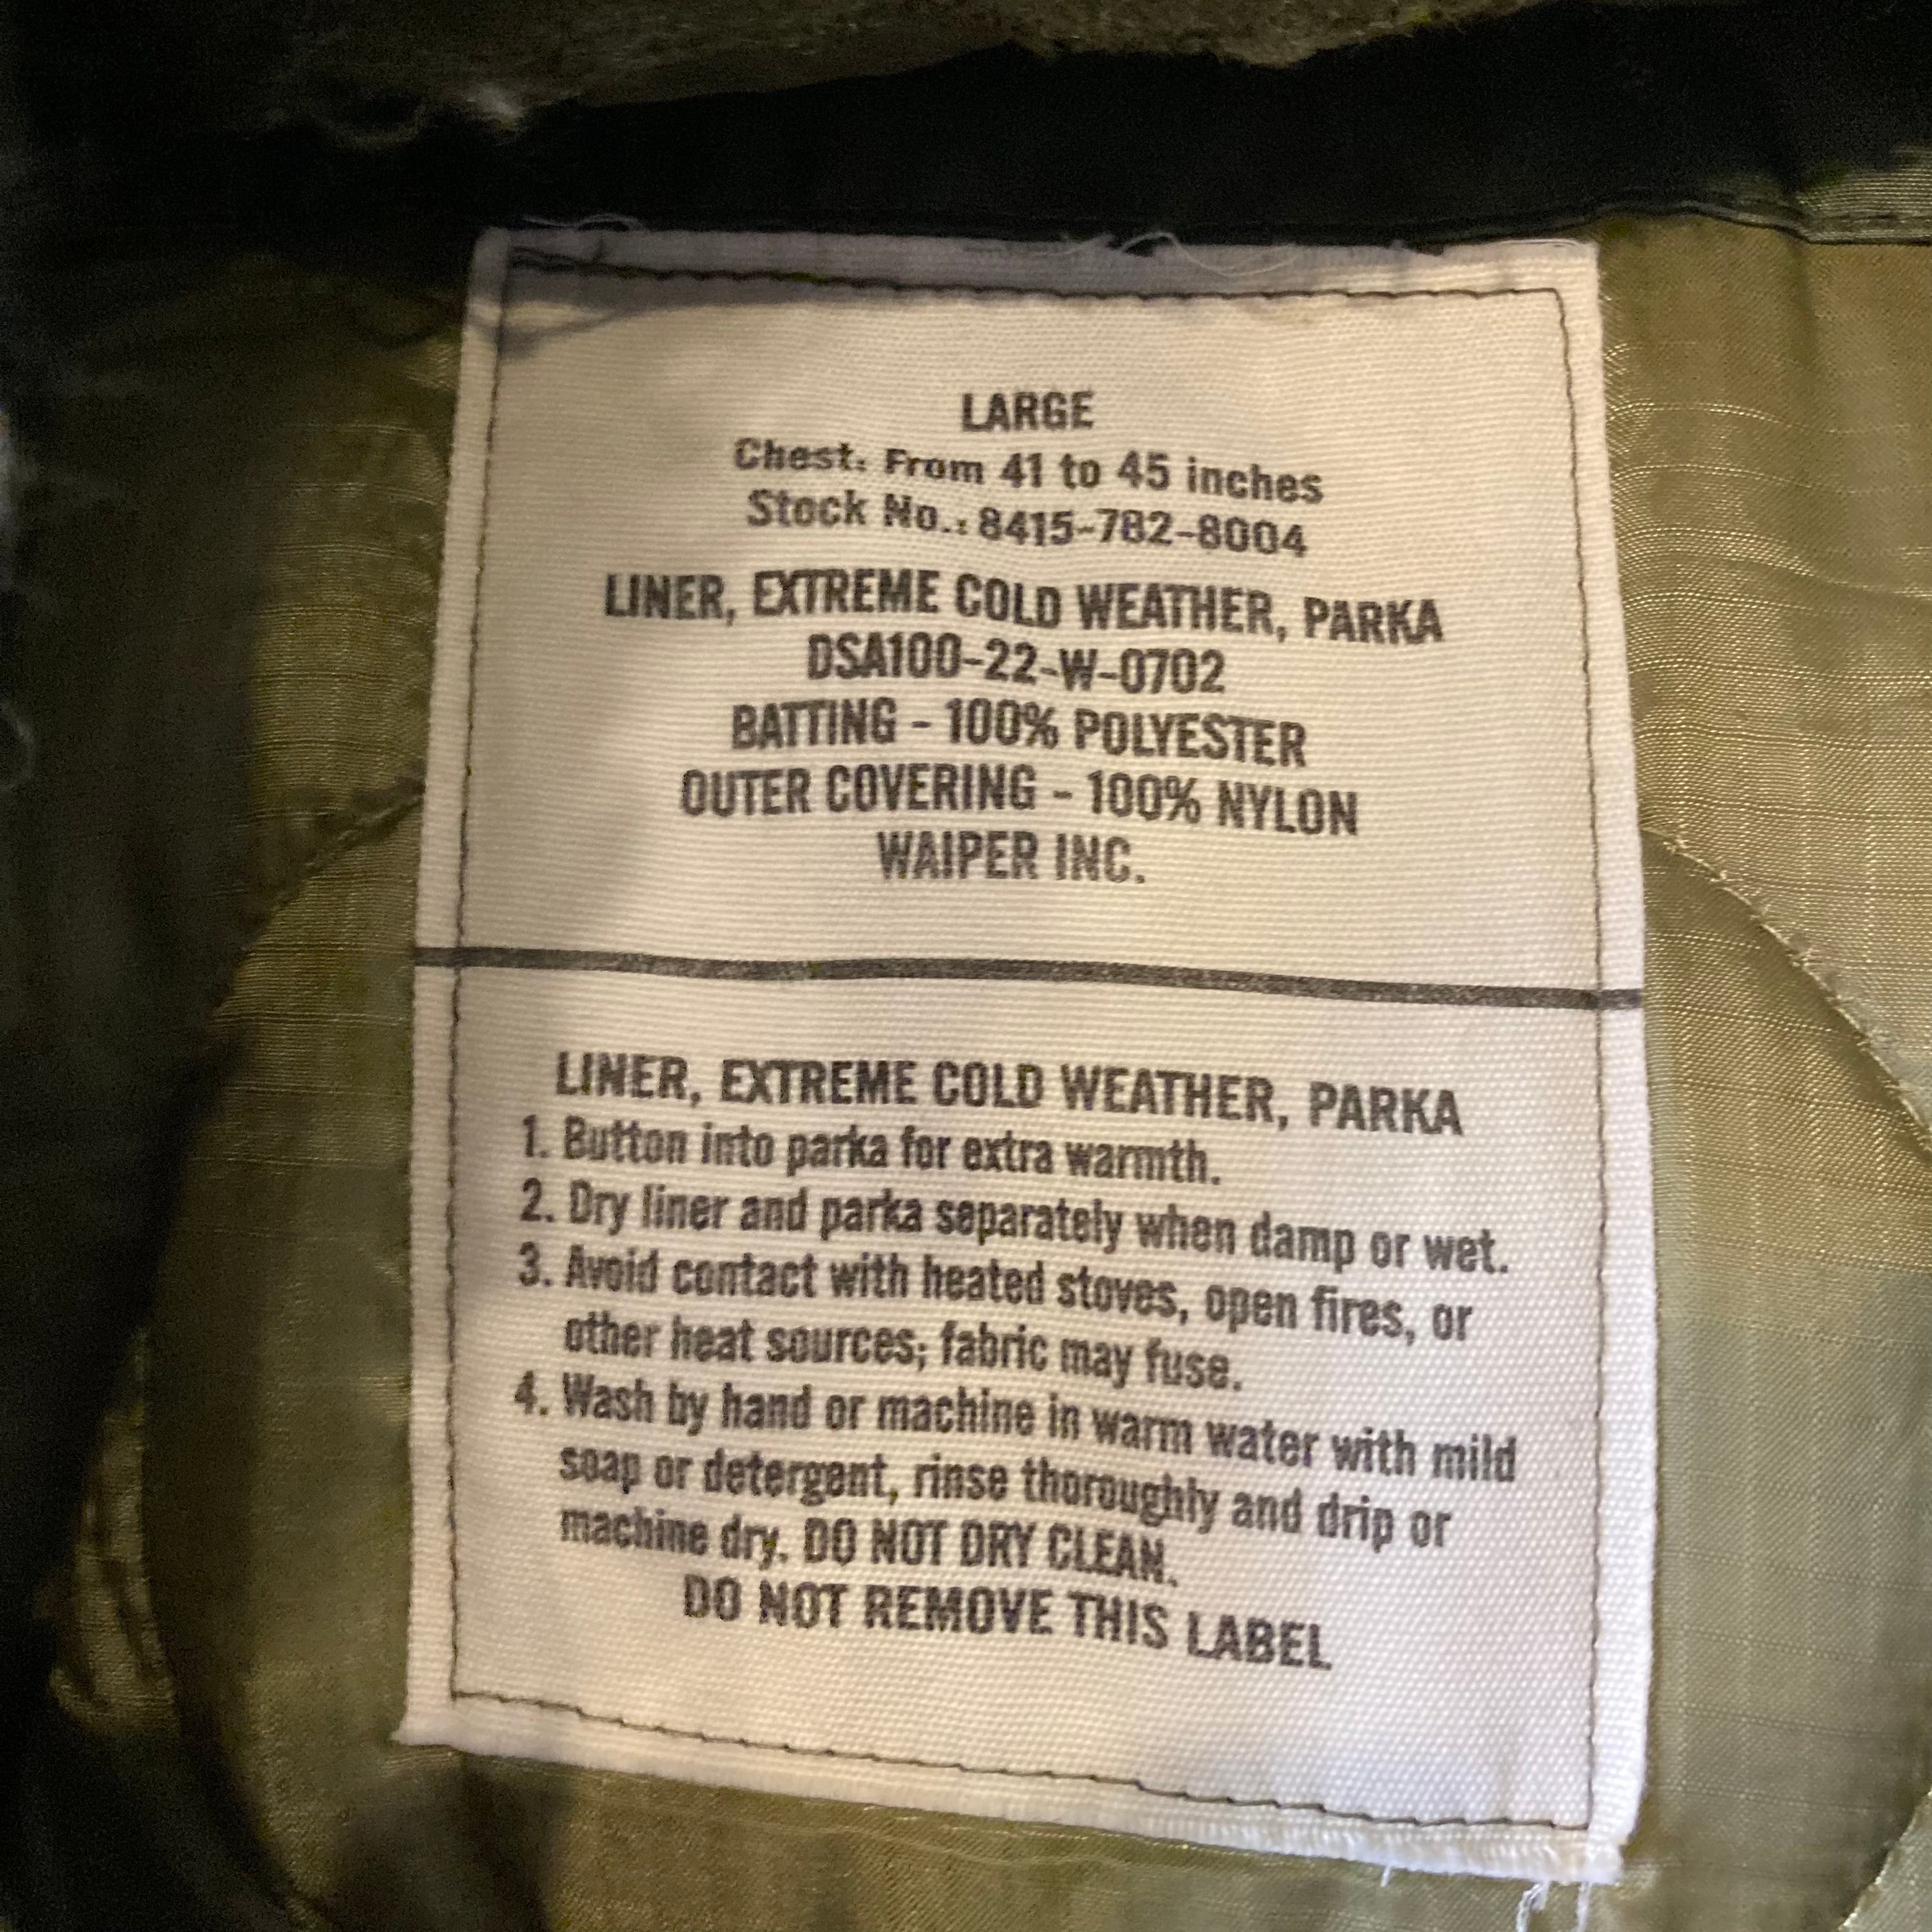 LARGE
Chest: From 41 to 45 inches
Stock No.: 8415-782-8004
LINER, EXTREME COLD WEATHER, PARKA
DSA100-22-W-0702
BATTING - 100% POLYESTER
OUTER COVERING - 100% NYLON
WAIPER INC.
LINER, EXTREME COLD WEATHER, PARKA
1. Button into parka for extra warmth.
2. Dry liner and parka separately when damp or wet.
3. Avoid contact with heated stoves, open fires, or
other heat sources; fabric may fuse.
4. Wash by hand or machine in warm water with mild
soap or detergent, rinse thoroughly and drip or
machine dry. DO NOT DRY CLEAN.
DO NOT REMOVE THIS LABEL